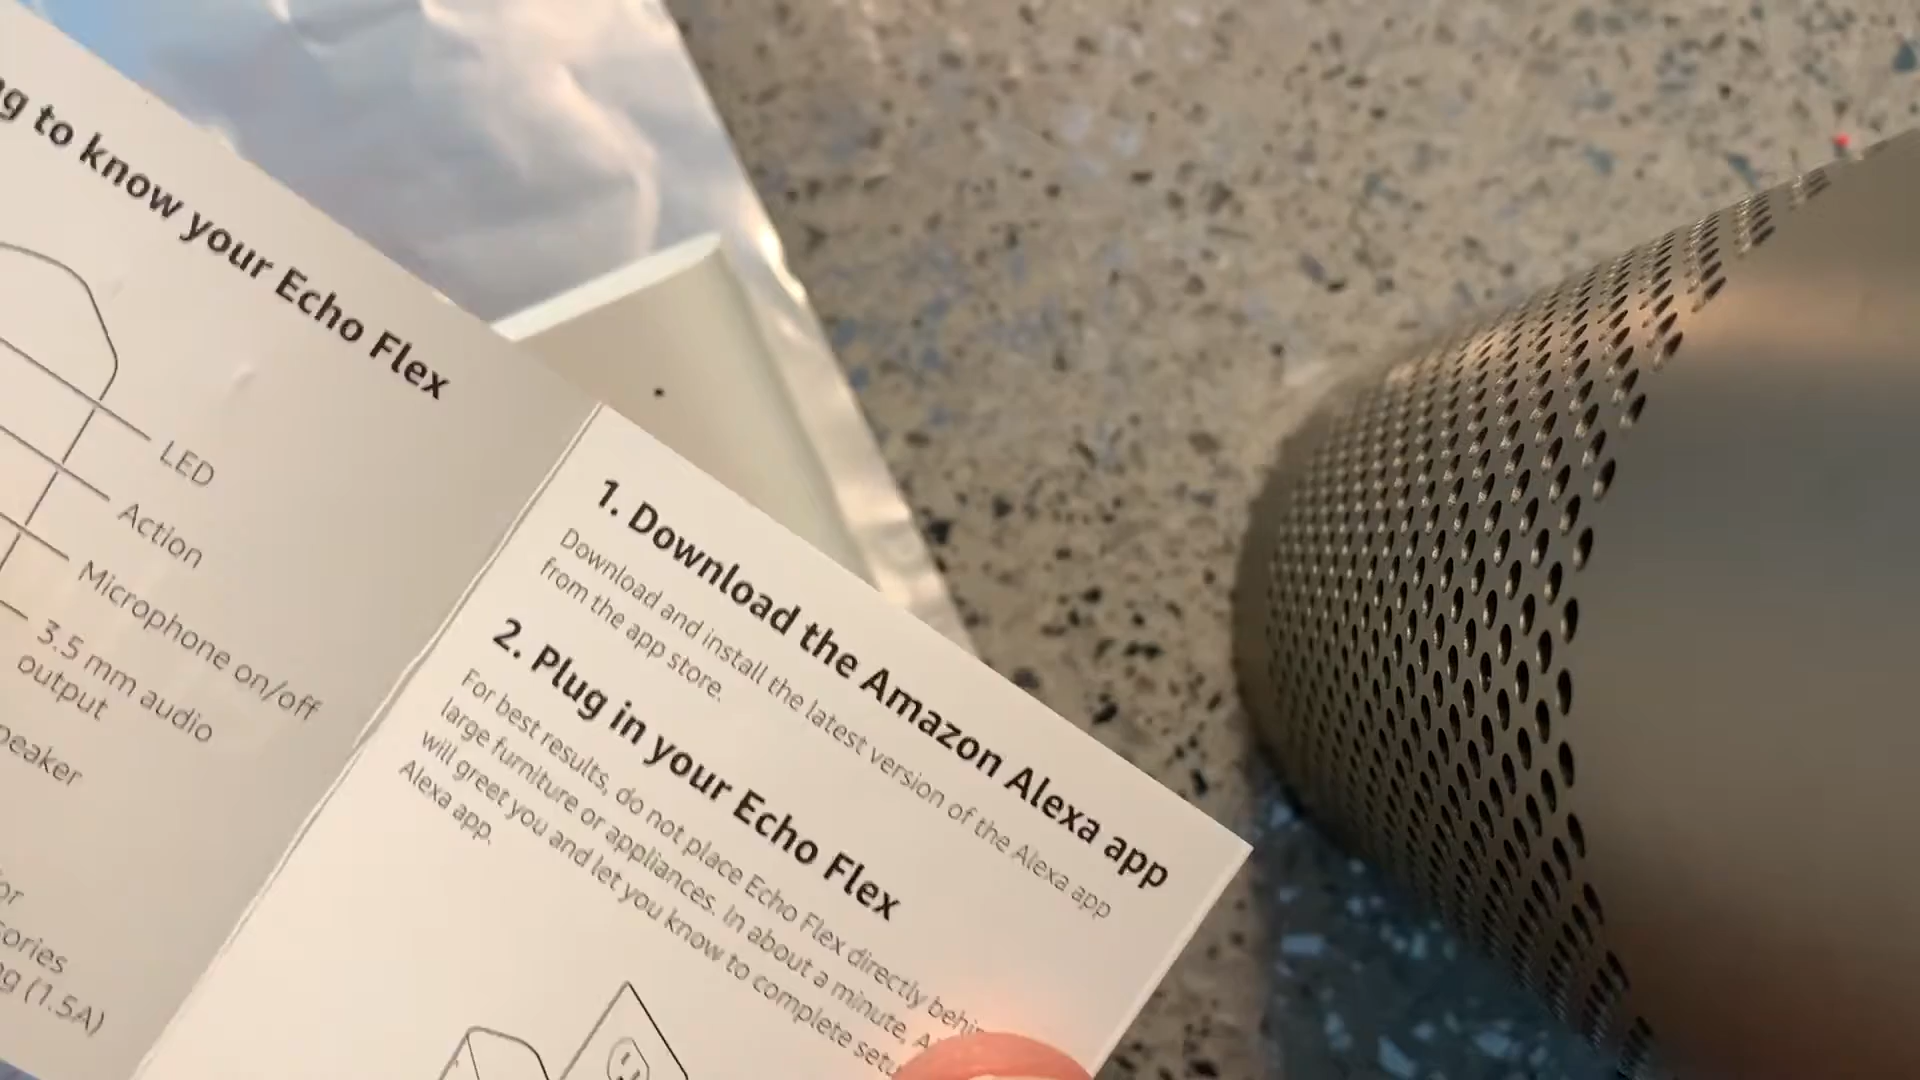 to know your Echo Flex
LED
Action
Microphone on/off
3.5 mm audio
output
(1.5A)
1. Download the Amazon Alexa app
Download and install the latest version of the Alexa app
from the app store.
2. Plug in your Echo Flex
For best results, do not place Echo Flex directly
large furniture or appliances. In about a minute,
will greet you and let you know to complete
Alexa app.